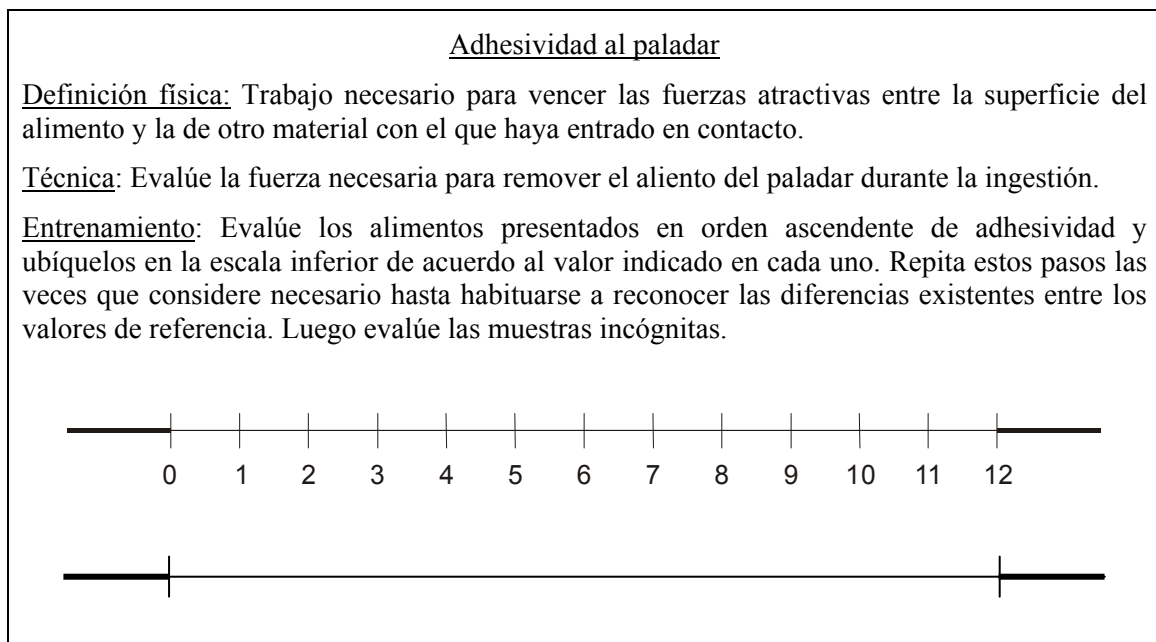 Adhesividad al paladar
Definición física: Trabajo necesario para vencer las fuerzas atractivas entre la superficie del
alimento y la de otro material con el que haya entrado en contacto.
Técnica: Evalúe la fuerza necesaria para remover el aliento del paladar durante la ingestión.
Entrenamiento: Evalúe los alimentos presentados en orden ascendente de adhesividad y
ubíquelos en la escala inferior de acuerdo al valor indicado en cada uno. Repita estos pasos las
veces que considere necesario hasta habituarse a reconocer las diferencias existentes entre los
valores de referencia. Luego evalúe las muestras incógnitas.
0 1 2 3 4 5 6 7 8 9 10 11 12